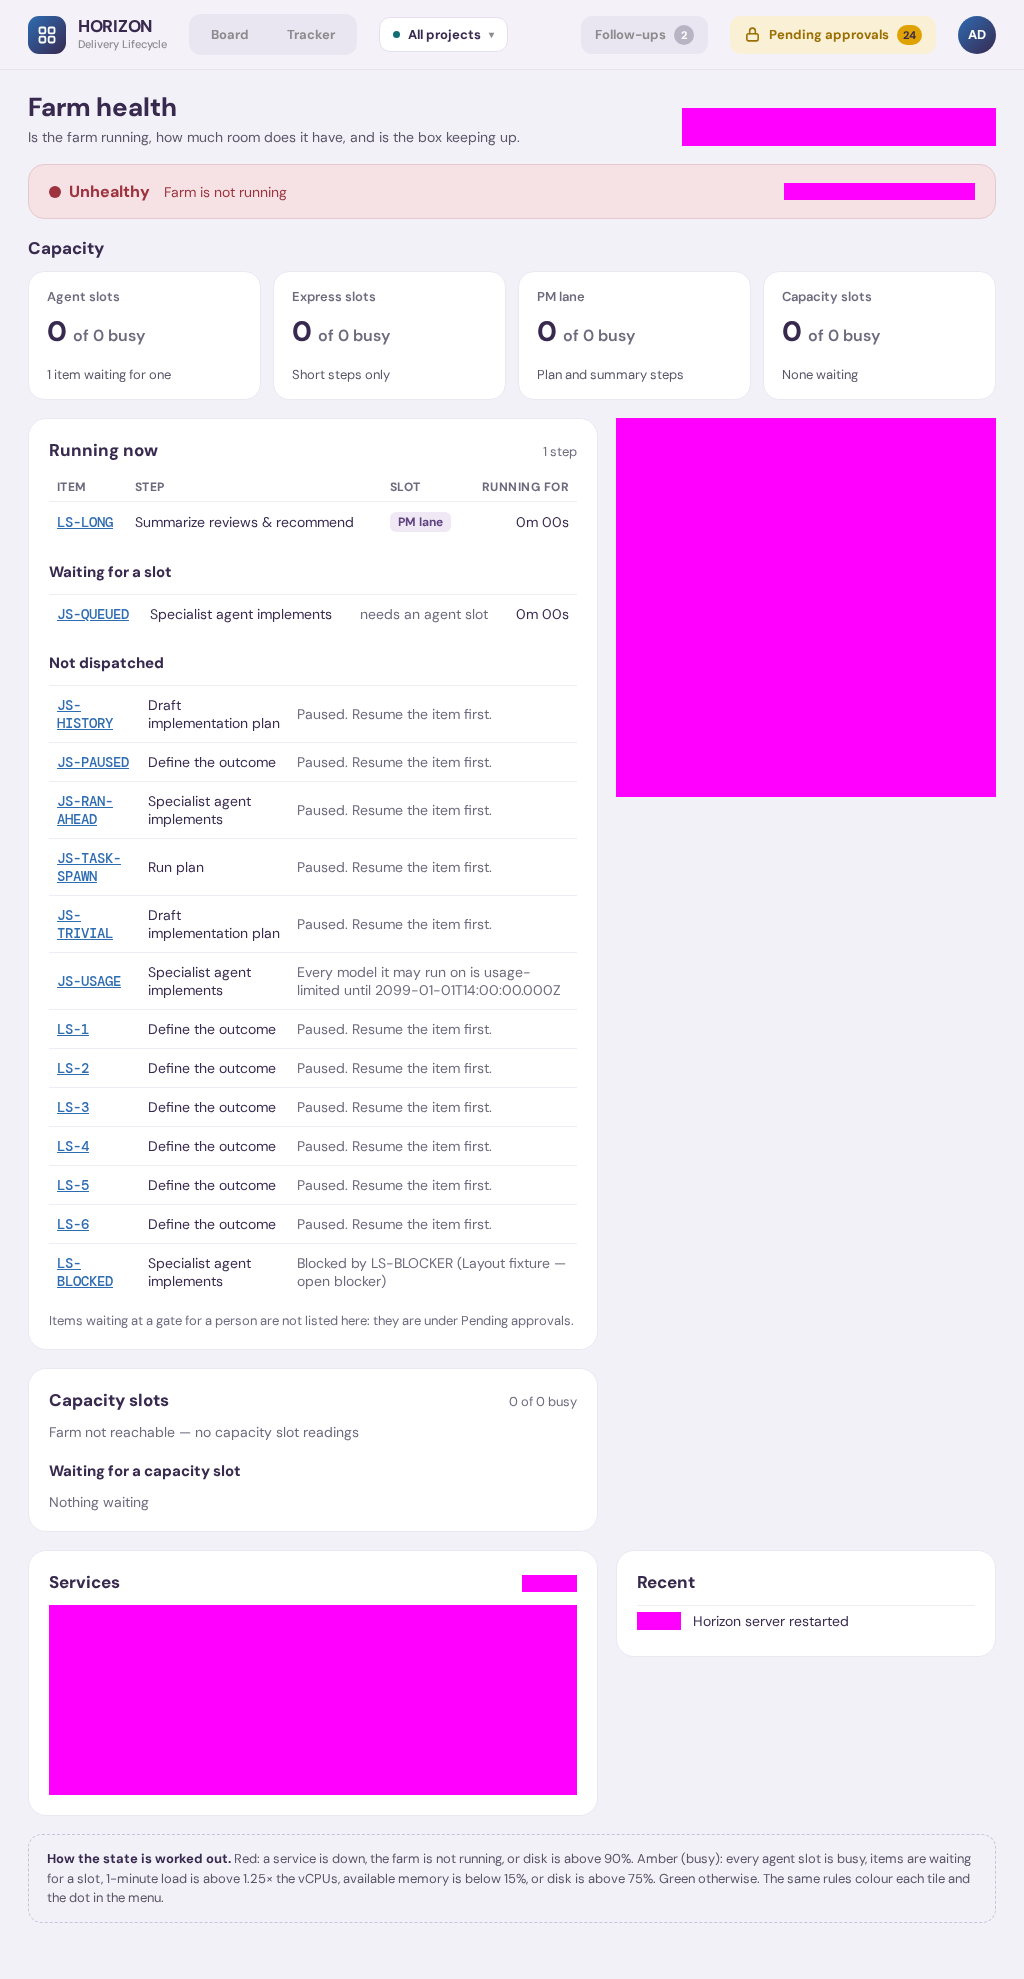 HORIZON
Delivery Lifecycle
Board
Tracker
All projects ▾
Follow-ups 2
Pending approvals 24
AD
Farm health
Is the farm running, how much room does it have, and is the box keeping up.
Unhealthy Farm is not running
Capacity
Agent slots
0 of 0 busy
1 item waiting for one
Express slots
0 of 0 busy
Short steps only
PM lane
0 of 0 busy
Plan and summary steps
Capacity slots
0 of 0 busy
None waiting
Running now 1 step
ITEM STEP SLOT RUNNING FOR
LS-LONG Summarize reviews & recommend PM lane 0m 00s
Waiting for a slot
JS-QUEUED Specialist agent implements needs an agent slot 0m 00s
Not dispatched
JS-
HISTORY
Draft
implementation plan
Paused. Resume the item first.
JS-PAUSED Define the outcome Paused. Resume the item first.
JS-RAN-
AHEAD
Specialist agent
implements
Paused. Resume the item first.
JS-TASK-
SPAWN
Run plan
Paused. Resume the item first.
JS-
TRIVIAL
Draft
implementation plan
Paused. Resume the item first.
JS-USAGE
Specialist agent
implements
Every model it may run on is usage-
limited until 2099-01-01T14:00:00.000Z
LS-1 Define the outcome Paused. Resume the item first.
LS-2 Define the outcome Paused. Resume the item first.
LS-3 Define the outcome Paused. Resume the item first.
LS-4 Define the outcome Paused. Resume the item first.
LS-5 Define the outcome Paused. Resume the item first.
LS-6 Define the outcome Paused. Resume the item first.
LS-
BLOCKED
Specialist agent
implements
Blocked by LS-BLOCKER (Layout fixture —
open blocker)
Items waiting at a gate for a person are not listed here: they are under Pending approvals.
Capacity slots 0 of 0 busy
Farm not reachable — no capacity slot readings
Waiting for a capacity slot
Nothing waiting
Services
Recent
Horizon server restarted
How the state is worked out. Red: a service is down, the farm is not running, or disk is above 90%. Amber (busy): every agent slot is busy, items are waiting
for a slot, 1-minute load is above 1.25× the vCPUs, available memory is below 15%, or disk is above 75%. Green otherwise. The same rules colour each tile and
the dot in the menu.